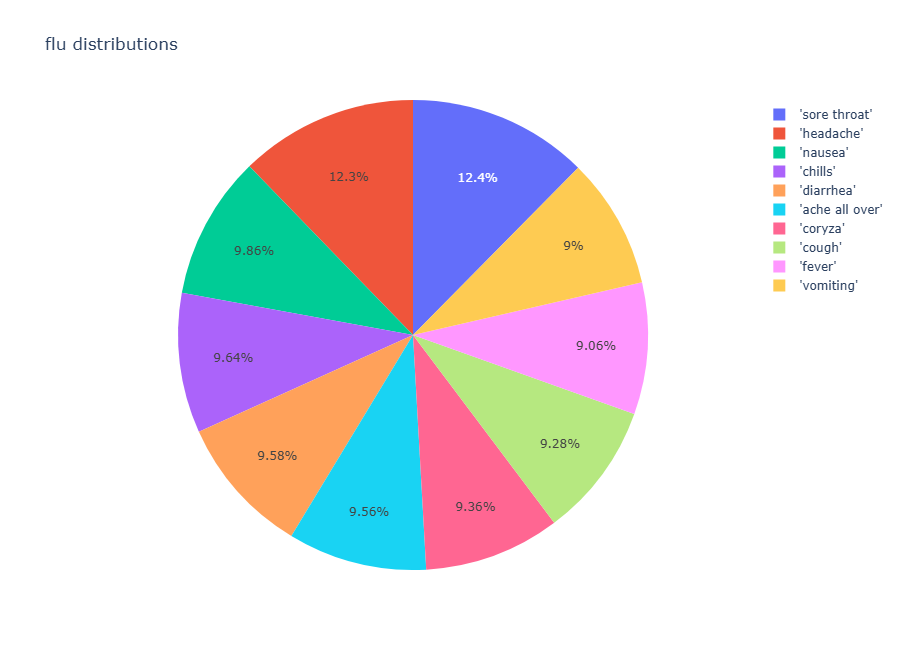 flu distributions
12.4%
12.3%
9%
9.86%
9.06%
9.64%
9.28%
9.58%
9.36%
9.56%
'sore throat'
'headache'
'nausea'
'chills'
'diarrhea'
'ache all over'
'coryza'
'cough'
'fever'
'vomiting'